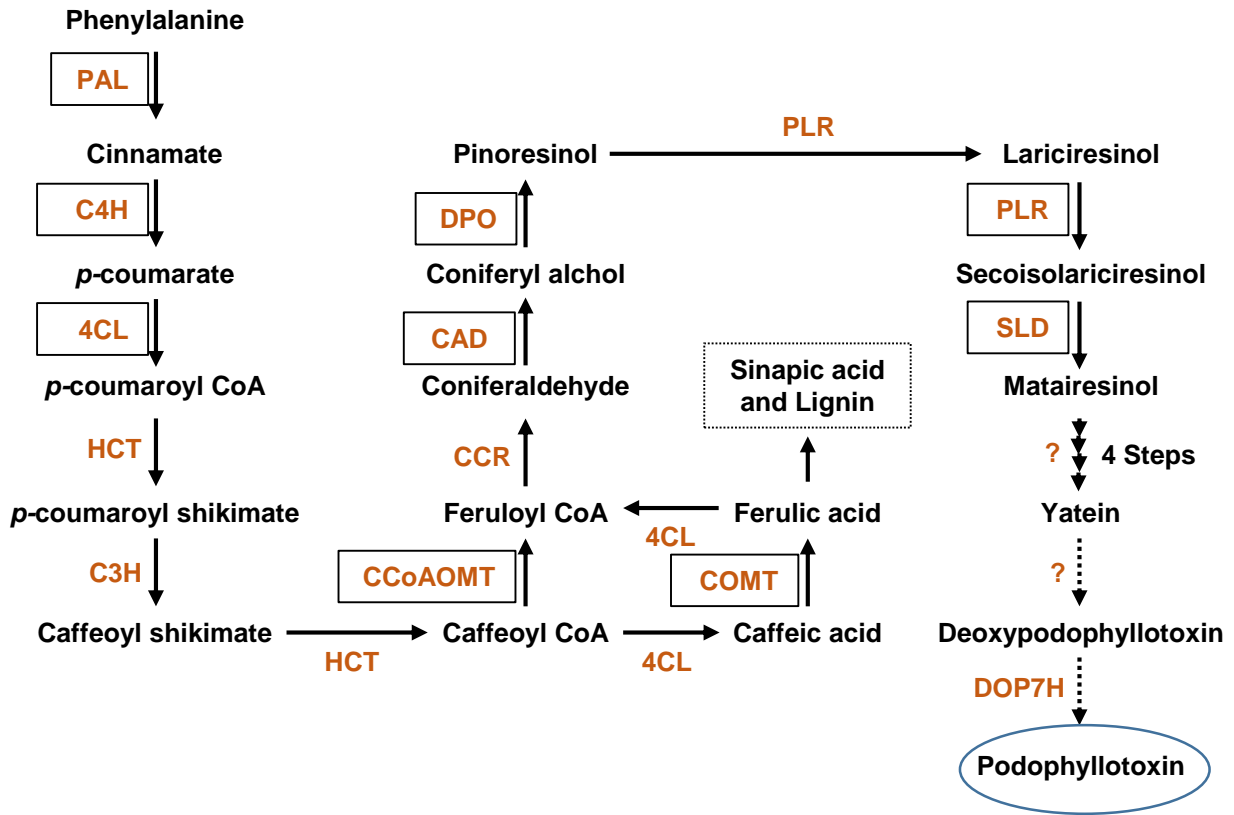 Phenylalanine
PAL
Cinnamate
C4H
p-coumarate
4CL
p-coumaroyl CoA
HCT
p-coumaroyl shikimate
C3H
Caffeoyl shikimate
HCT
Pinoresinol
DPO
Coniferyl alchol
CAD
Coniferaldehyde
CCR
Feruloyl CoA
CCoAOMT
Caffeoyl CoA
4CL
Sinapic acid
and Lignin
Ferulic acid
4CL
COMT
Caffeic acid
PLR
Lariciresinol
PLR
Secoisolariciresinol
SLD
Matairesinol
? 4 Steps
Yatein
?
Deoxypodophyllotoxin
DOP7H
Podophyllotoxin